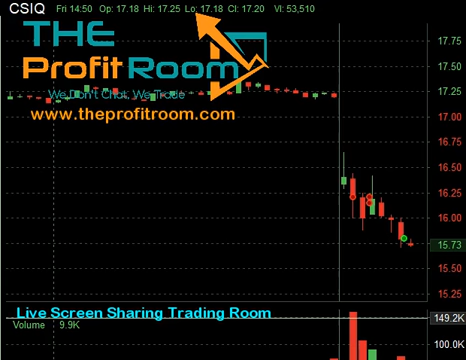 CSIQ Fri 14:50 Op: 17.18 Hi: 17.25 Lo: 17.18 Cl: 17.20 Vl: 53,510
THE
ProfitRoom
We Don't Chat, We Trade
www.theprofitroom.com
17.75
17.50
17.25
17.00
16.75
16.50
16.25
16.00
15.73
15.50
15.25
Live Screen Sharing Trading Room
Volume 9.9K
149.2K
100.0K